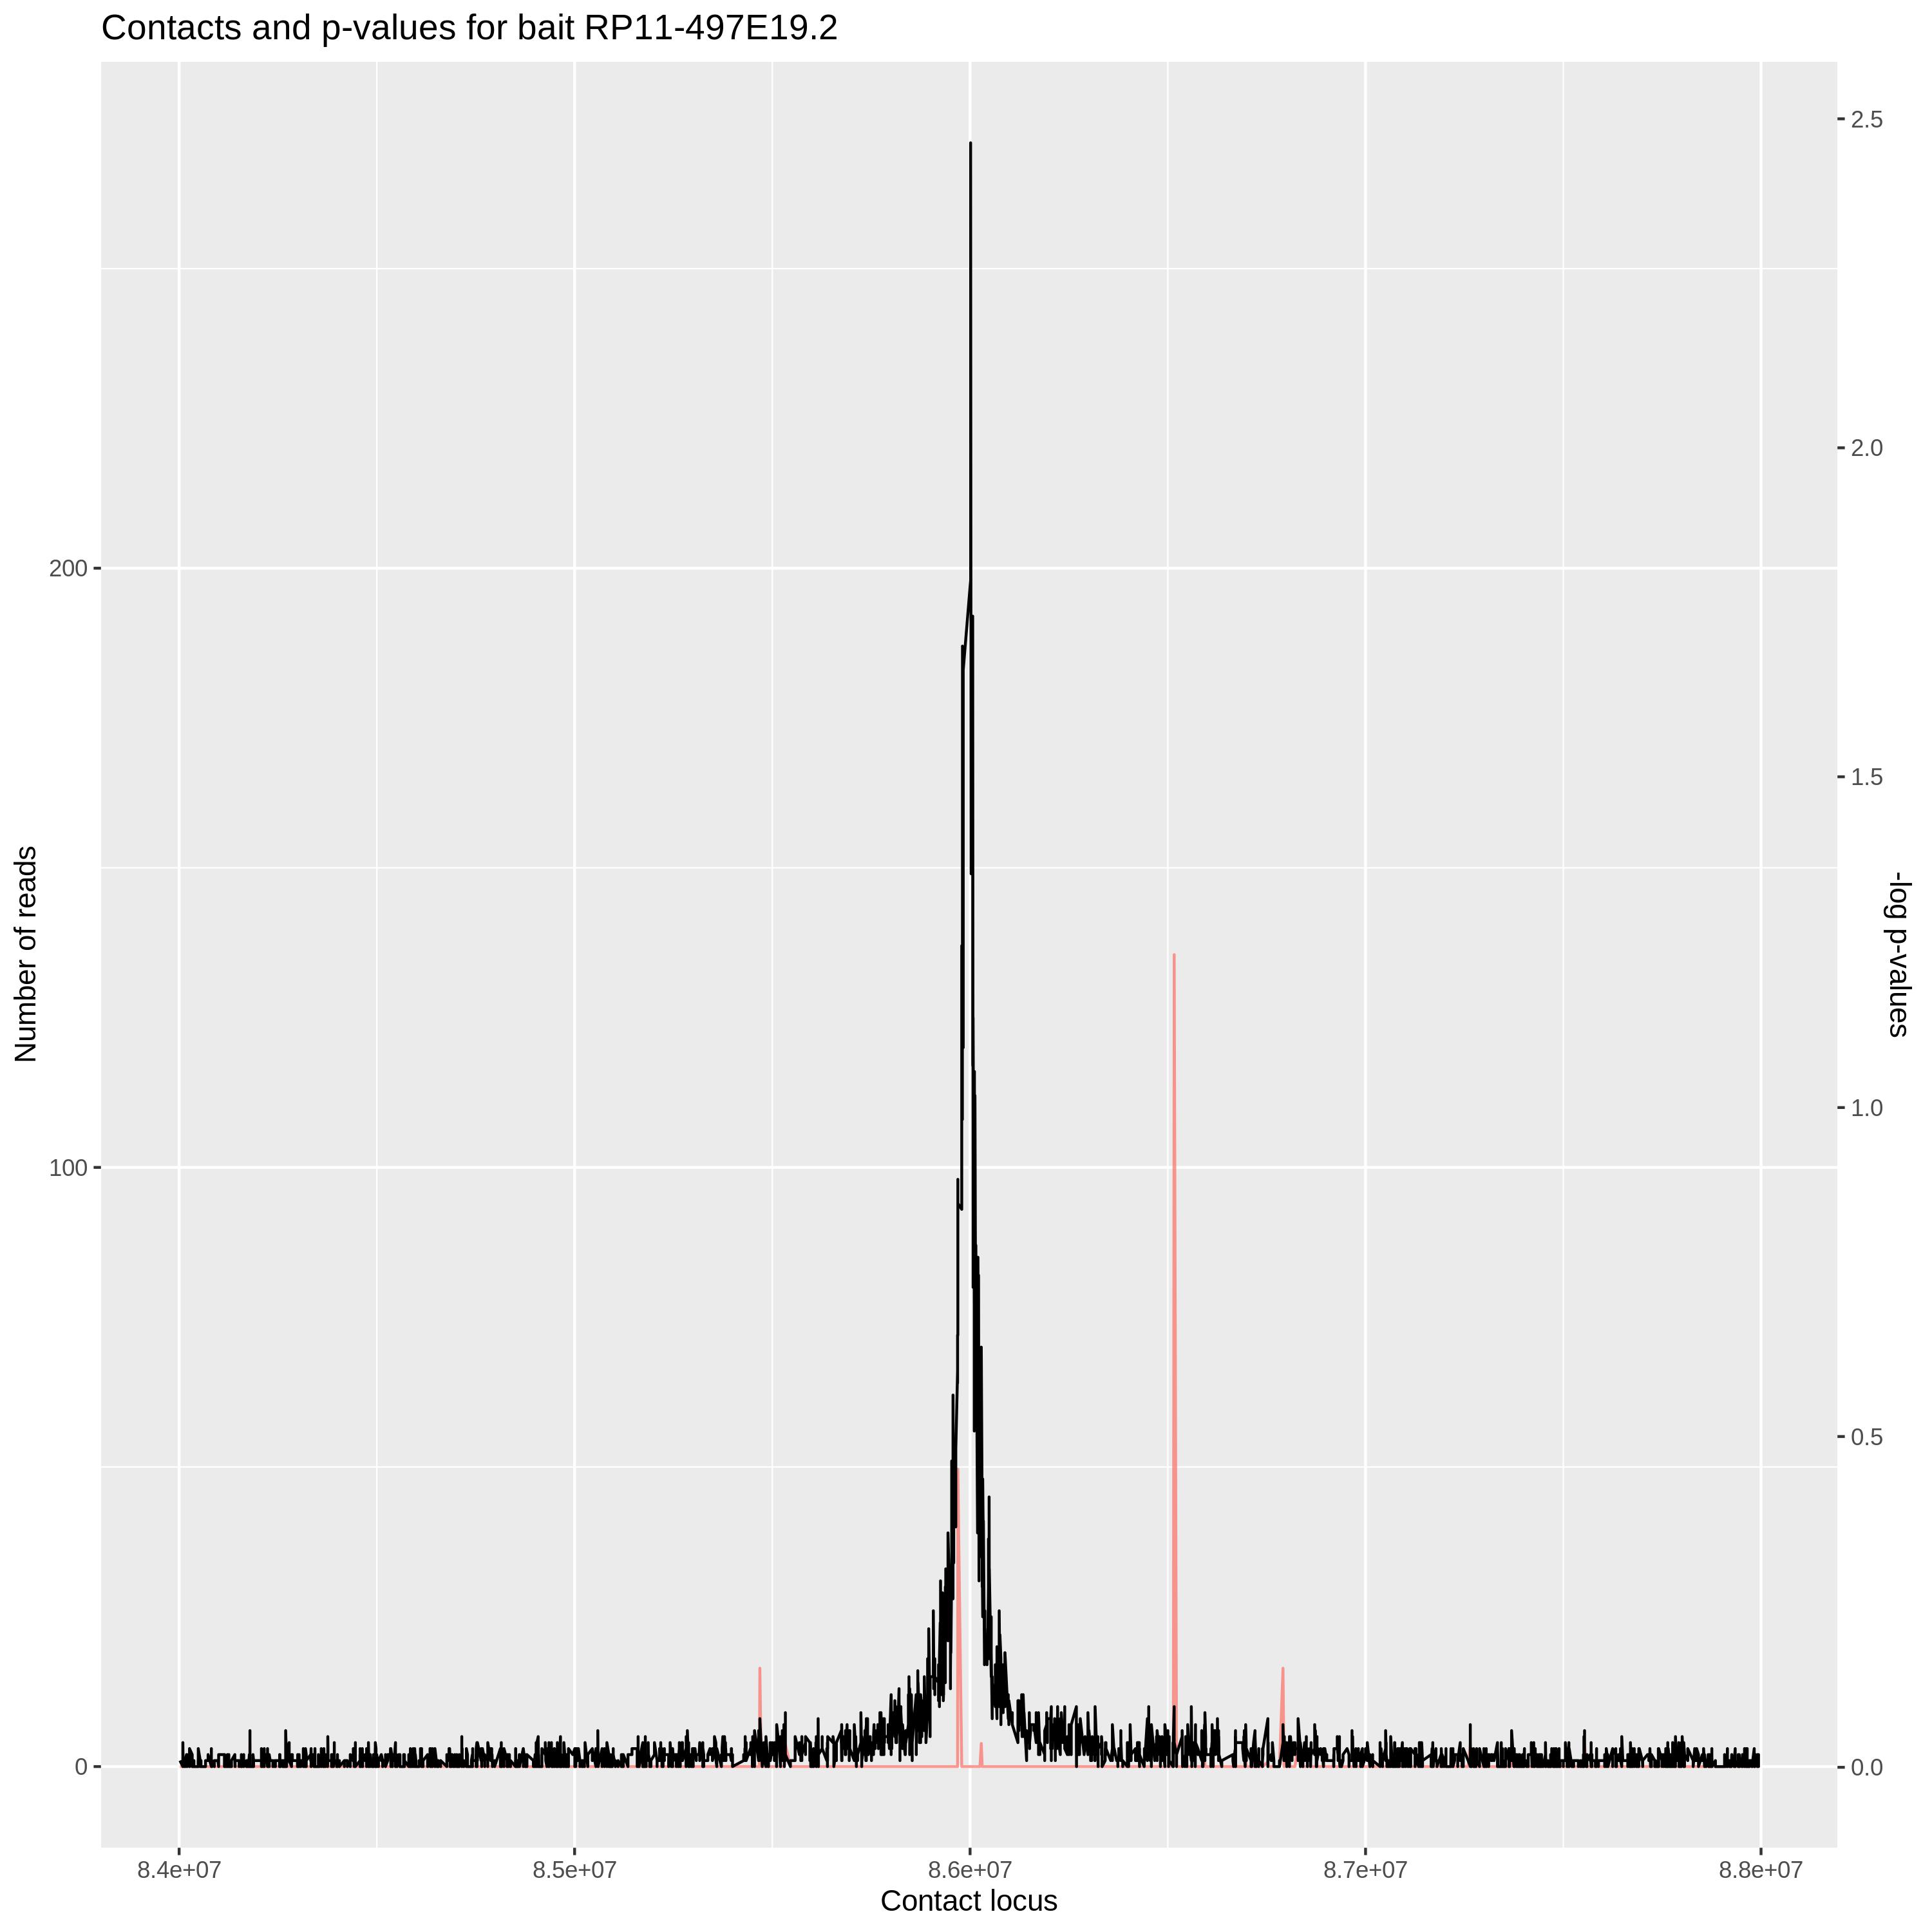 Contacts and p-values for bait RP11-497E19.2
Number of reads
200
100
0
2.5
2.0
1.5
1.0
0.5
0.0
-log p-values
8.4e+07
8.5e+07
8.6e+07
8.7e+07
8.8e+07
Contact locus